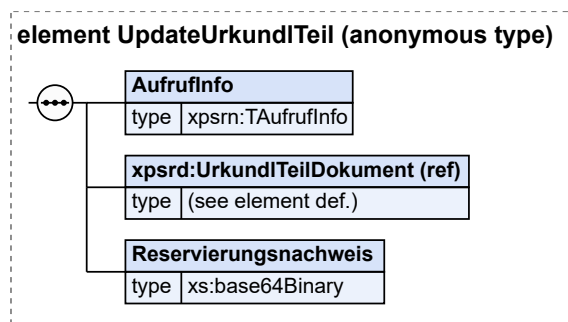 element UpdateUrkundlTeil (anonymous type)
AufrufInfo
type xpsrn:TAufrufInfo
xpsrd:UrkundlTeilDokument (ref)
type (see element def.)
Reservierungsnachweis
type xs:base64Binary